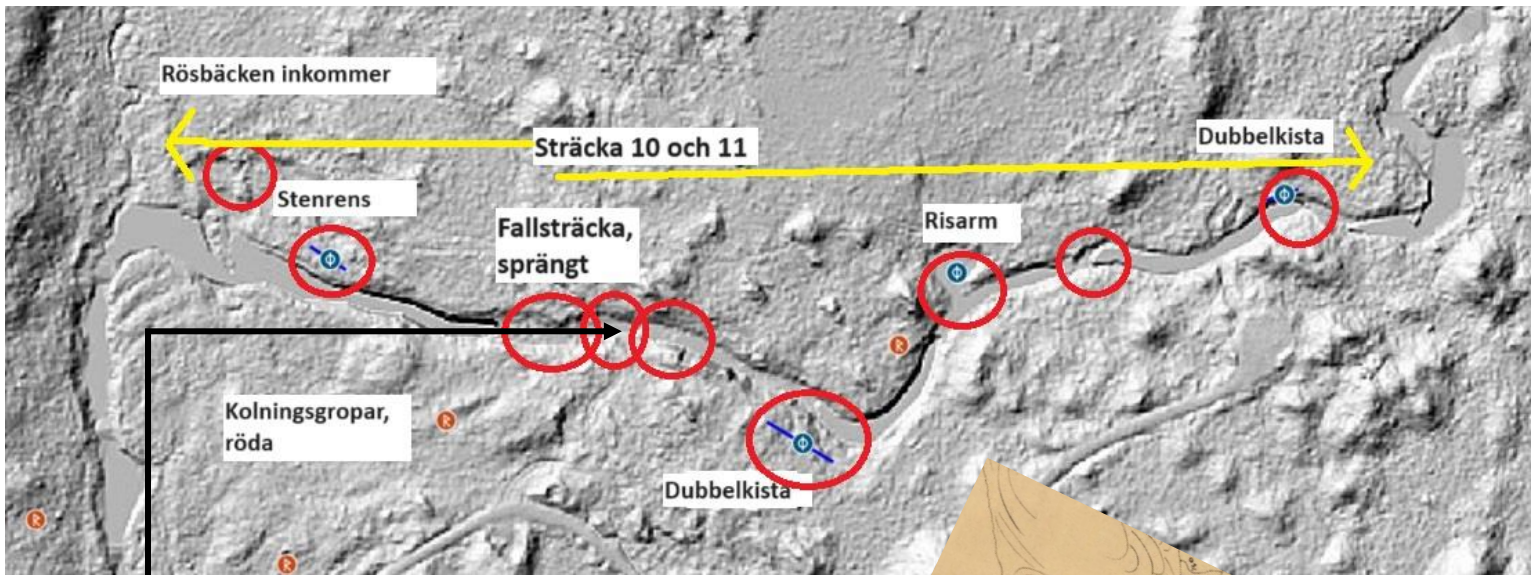 Rösbäcken inkommer
Sträcka 10 och 11
Dubbelkista
Stenrens
Fallsträcka,
sprängt
Risarm
Kolningsgropar,
röda
Dubbelkista
R
R
R
R